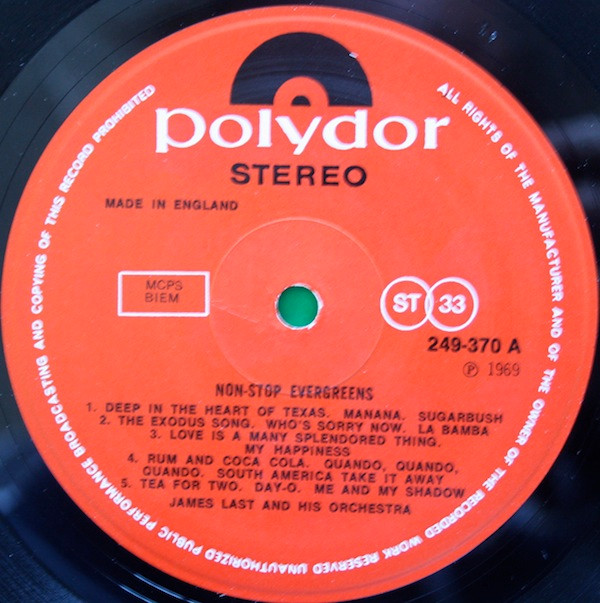 polydor
STEREO
MADE IN ENGLAND
MCPS
BIEM
ST 33
249-370 A
Ⓟ 1969
NON-STOP EVERGREENS
1. DEEP IN THE HEART OF TEXAS. MANANA. SUGARBUSH
2. THE EXODUS SONG. WHO'S SORRY NOW. LA BAMBA
3. LOVE IS A MANY SPLENDORED THING.
MY HAPPINESS
4. RUM AND COCA COLA. QUANDO, QUANDO,
QUANDO. SOUTH AMERICA TAKE IT AWAY
5. TEA FOR TWO. DAY-O. ME AND MY SHADOW
JAMES LAST AND HIS ORCHESTRA
ALL RIGHTS OF THE MANUFACTURER AND OF THE OWNER OF THE RECORDED WORK RESERVED UNAUTHORIZED PUBLIC PERFORMANCE BROADCASTING AND COPYING OF THIS RECORD PROHIBITED